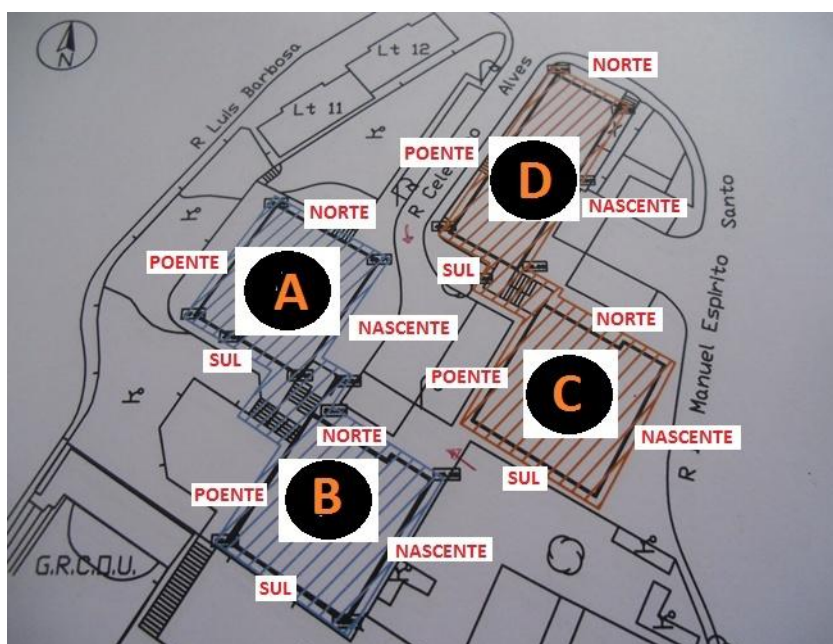 N
R Luis Barbosa
Lt 12
Lt 11
Alves
NORTE
POENTE
D
NASCENTE
SUL
Manuel Espirito Santo
NORTE
POENTE
A
NASCENTE
SUL
NORTE
POENTE
C
NASCENTE
SUL
NORTE
POENTE
B
NASCENTE
SUL
G.R.C.D.U.